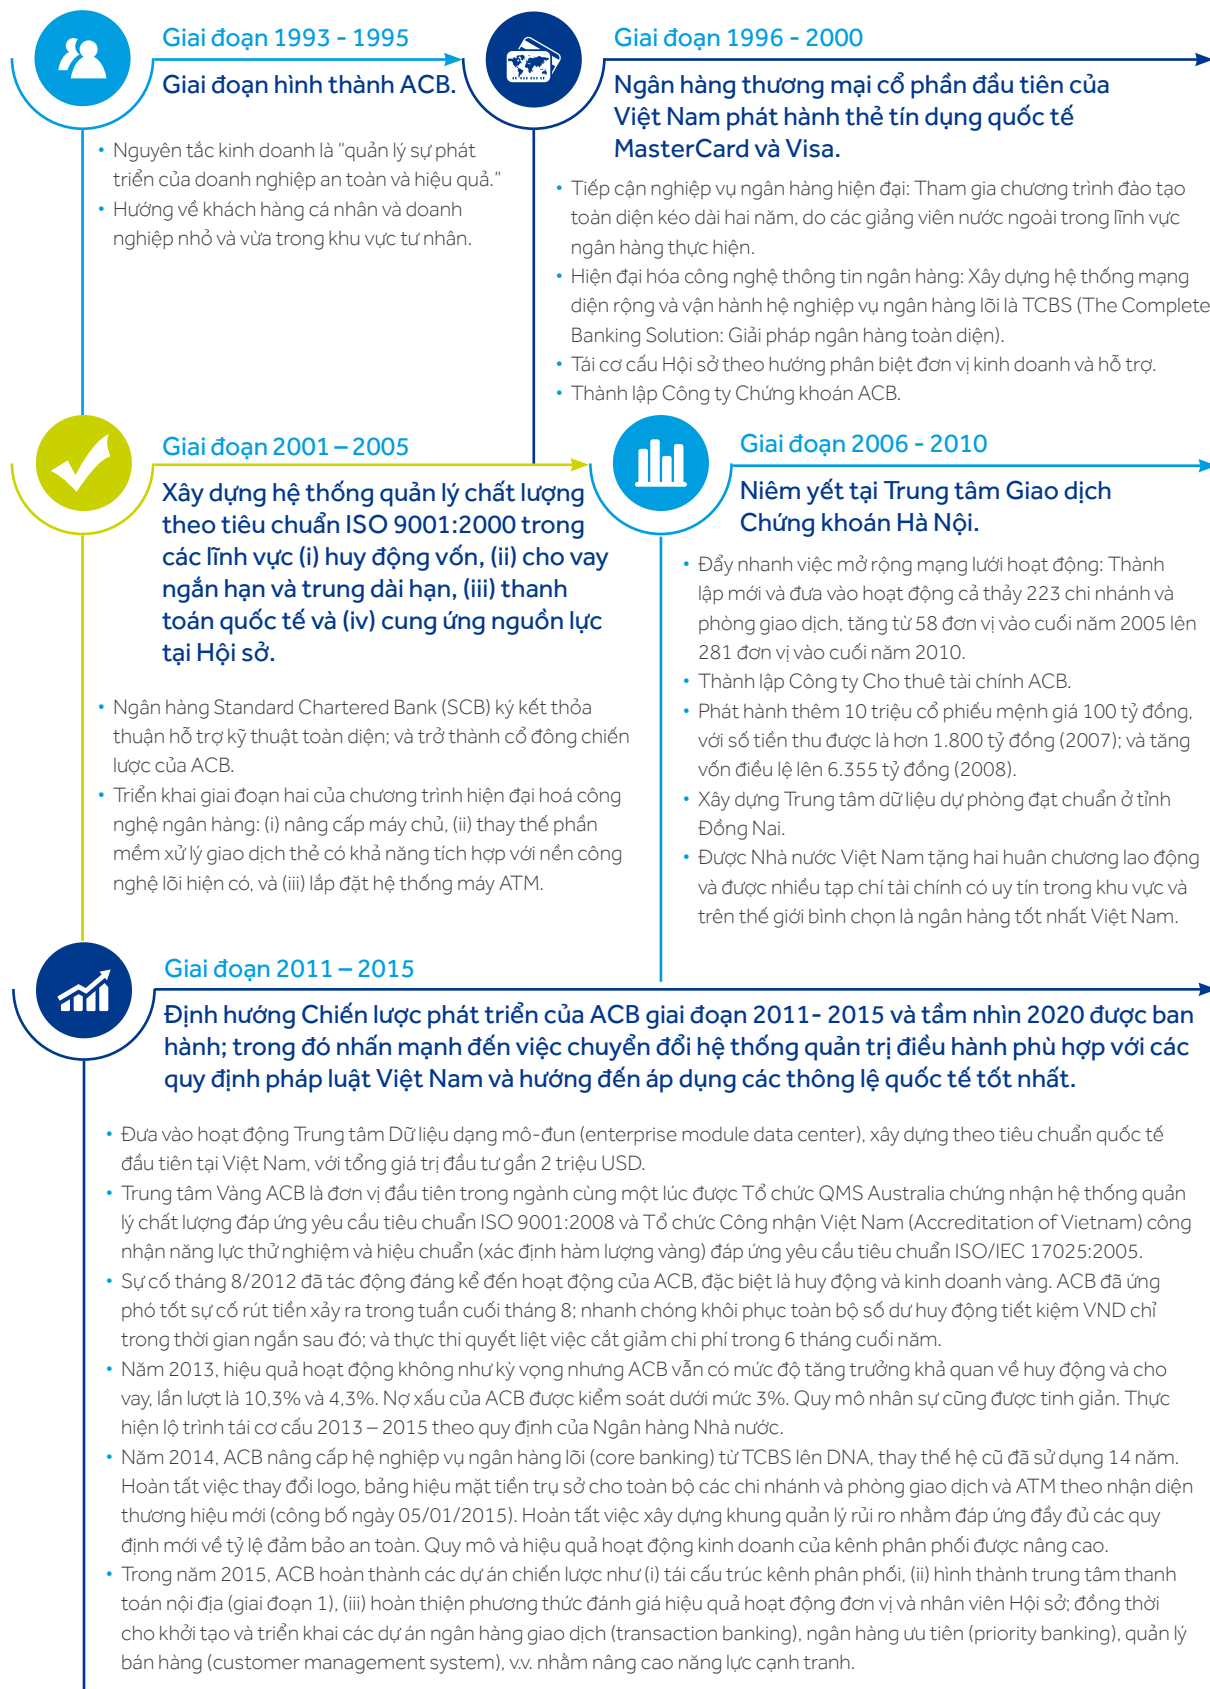 Giai đoạn 1993 - 1995
Giai đoạn hình thành ACB.
• Nguyên tắc kinh doanh là “quản lý sự phát
triển của doanh nghiệp an toàn và hiệu quả.”
• Hướng về khách hàng cá nhân và doanh
nghiệp nhỏ và vừa trong khu vực tư nhân.
Giai đoạn 1996 - 2000
Ngân hàng thương mại cổ phần đầu tiên của
Việt Nam phát hành thẻ tín dụng quốc tế
MasterCard và Visa.
• Tiếp cận nghiệp vụ ngân hàng hiện đại: Tham gia chương trình đào tạo
toàn diện kéo dài hai năm, do các giảng viên nước ngoài trong lĩnh vực
ngân hàng thực hiện.
• Hiện đại hóa công nghệ thông tin ngân hàng: Xây dựng hệ thống mạng
diện rộng và vận hành hệ nghiệp vụ ngân hàng lõi là TCBS (The Complete
Banking Solution: Giải pháp ngân hàng toàn diện).
• Tái cơ cấu Hội sở theo hướng phân biệt đơn vị kinh doanh và hỗ trợ.
• Thành lập Công ty Chứng khoán ACB.
Giai đoạn 2001 – 2005
Xây dựng hệ thống quản lý chất lượng
theo tiêu chuẩn ISO 9001:2000 trong
các lĩnh vực (i) huy động vốn, (ii) cho vay
ngắn hạn và trung dài hạn, (iii) thanh
toán quốc tế và (iv) cung ứng nguồn lực
tại Hội sở.
• Ngân hàng Standard Chartered Bank (SCB) ký kết thỏa
thuận hỗ trợ kỹ thuật toàn diện; và trở thành cổ đông chiến
lược của ACB.
• Triển khai giai đoạn hai của chương trình hiện đại hoá công
nghệ ngân hàng: (i) nâng cấp máy chủ, (ii) thay thế phần
mềm xử lý giao dịch thẻ có khả năng tích hợp với nền công
nghệ lõi hiện có, và (iii) lắp đặt hệ thống máy ATM.
Giai đoạn 2006 - 2010
Niêm yết tại Trung tâm Giao dịch
Chứng khoán Hà Nội.
• Đẩy nhanh việc mở rộng mạng lưới hoạt động: Thành
lập mới và đưa vào hoạt động cả thảy 223 chi nhánh và
phòng giao dịch, tăng từ 58 đơn vị vào cuối năm 2005 lên
281 đơn vị vào cuối năm 2010.
• Thành lập Công ty Cho thuê tài chính ACB.
• Phát hành thêm 10 triệu cổ phiếu mệnh giá 100 tỷ đồng,
với số tiền thu được là hơn 1.800 tỷ đồng (2007); và tăng
vốn điều lệ lên 6.355 tỷ đồng (2008).
• Xây dựng Trung tâm dữ liệu dự phòng đạt chuẩn ở tỉnh
Đồng Nai.
• Được Nhà nước Việt Nam tặng hai huân chương lao động
và được nhiều tạp chí tài chính có uy tín trong khu vực và
trên thế giới bình chọn là ngân hàng tốt nhất Việt Nam.
Giai đoạn 2011 – 2015
Định hướng Chiến lược phát triển của ACB giai đoạn 2011- 2015 và tầm nhìn 2020 được ban
hành; trong đó nhấn mạnh đến việc chuyển đổi hệ thống quản trị điều hành phù hợp với các
quy định pháp luật Việt Nam và hướng đến áp dụng các thông lệ quốc tế tốt nhất.
• Đưa vào hoạt động Trung tâm Dữ liệu dạng mô-đun (enterprise module data center), xây dựng theo tiêu chuẩn quốc tế
đầu tiên tại Việt Nam, với tổng giá trị đầu tư gần 2 triệu USD.
• Trung tâm Vàng ACB là đơn vị đầu tiên trong ngành cùng một lúc được Tổ chức QMS Australia chứng nhận hệ thống quản
lý chất lượng đáp ứng yêu cầu tiêu chuẩn ISO 9001:2008 và Tổ chức Công nhận Việt Nam (Accreditation of Vietnam) công
nhận năng lực thử nghiệm và hiệu chuẩn (xác định hàm lượng vàng) đáp ứng yêu cầu tiêu chuẩn ISO/IEC 17025:2005.
• Sự cố tháng 8/2012 đã tác động đáng kể đến hoạt động của ACB, đặc biệt là huy động và kinh doanh vàng. ACB đã ứng
phó tốt sự cố rút tiền xảy ra trong tuần cuối tháng 8; nhanh chóng khôi phục toàn bộ số dư huy động tiết kiệm VND chỉ
trong thời gian ngắn sau đó; và thực thi quyết liệt việc cắt giảm chi phí trong 6 tháng cuối năm.
• Năm 2013, hiệu quả hoạt động không như kỳ vọng nhưng ACB vẫn có mức độ tăng trưởng khả quan về huy động và cho
vay, lần lượt là 10,3% và 4,3%. Nợ xấu của ACB được kiểm soát dưới mức 3%. Quy mô nhân sự cũng được tinh giản. Thực
hiện lộ trình tái cơ cấu 2013 – 2015 theo quy định của Ngân hàng Nhà nước.
• Năm 2014, ACB nâng cấp hệ nghiệp vụ ngân hàng lõi (core banking) từ TCBS lên DNA, thay thế hệ cũ đã sử dụng 14 năm.
Hoàn tất việc thay đổi logo, bảng hiệu mặt tiền trụ sở cho toàn bộ các chi nhánh và phòng giao dịch và ATM theo nhận diện
thương hiệu mới (công bố ngày 05/01/2015). Hoàn tất việc xây dựng khung quản lý rủi ro nhằm đáp ứng đầy đủ các quy
định mới về tỷ lệ đảm bảo an toàn. Quy mô và hiệu quả hoạt động kinh doanh của kênh phân phối được nâng cao.
• Trong năm 2015, ACB hoàn thành các dự án chiến lược như (i) tái cấu trúc kênh phân phối, (ii) hình thành trung tâm thanh
toán nội địa (giai đoạn 1), (iii) hoàn thiện phương thức đánh giá hiệu quả hoạt động đơn vị và nhân viên Hội sở; đồng thời
cho khởi tạo và triển khai các dự án ngân hàng giao dịch (transaction banking), ngân hàng ưu tiên (priority banking), quản lý
bán hàng (customer management system), v.v. nhằm nâng cao năng lực cạnh tranh.